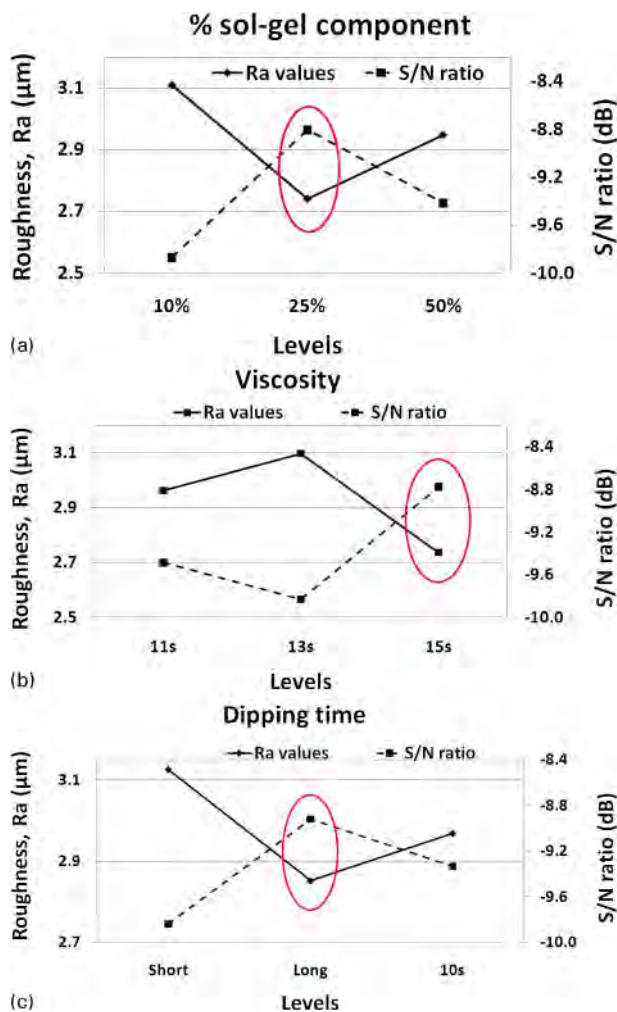 % sol-gel component
Ra values S/N ratio
Roughness, Ra (µm)
3.1
2.9
2.7
2.5
-8.4
-8.8
-9.2
-9.6
-10.0
S/N ratio (dB)
10% 25% 50%
(a)
Levels
Viscosity
Ra values S/N ratio
Roughness, Ra (µm)
3.1
2.9
2.7
2.5
-8.4
-8.8
-9.2
-9.6
-10.0
S/N ratio (dB)
11s 13s 15s
(b)
Levels
Dipping time
Ra values S/N ratio
Roughness, Ra (µm)
3.1
2.9
2.7
-8.4
-8.8
-9.2
-9.6
-10.0
S/N ratio (dB)
Short Long 10s
(c)
Levels